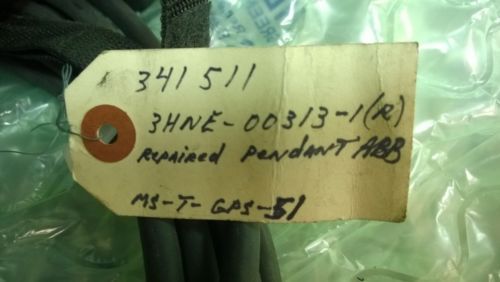 341511
3HNE-00313-1(R)
Repaired Pendant ABB
MS-T-GPS-51